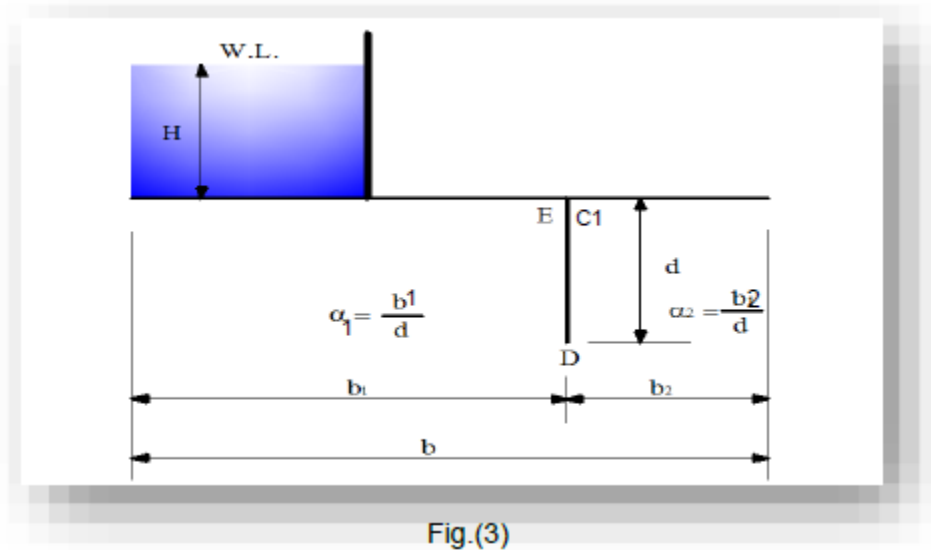 W.L.
H
E C1
d
α1 = b1/d
α2 = b2/d
D
b1 b2
b
Fig.(3)